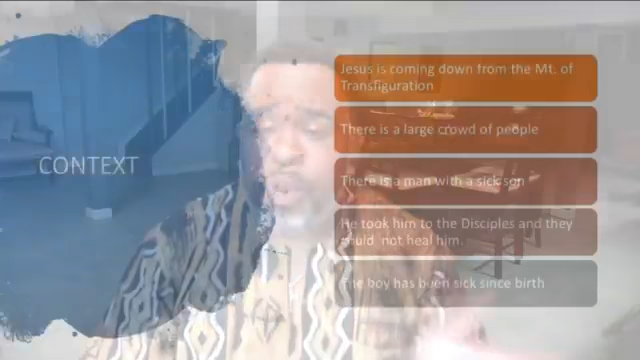 CONTEXT
Jesus is coming down from the Mt. of
Transfiguration
There is a large crowd of people
There is a man with a sick son
He took him to the Disciples and they
could not heal him.
The boy has been sick since birth